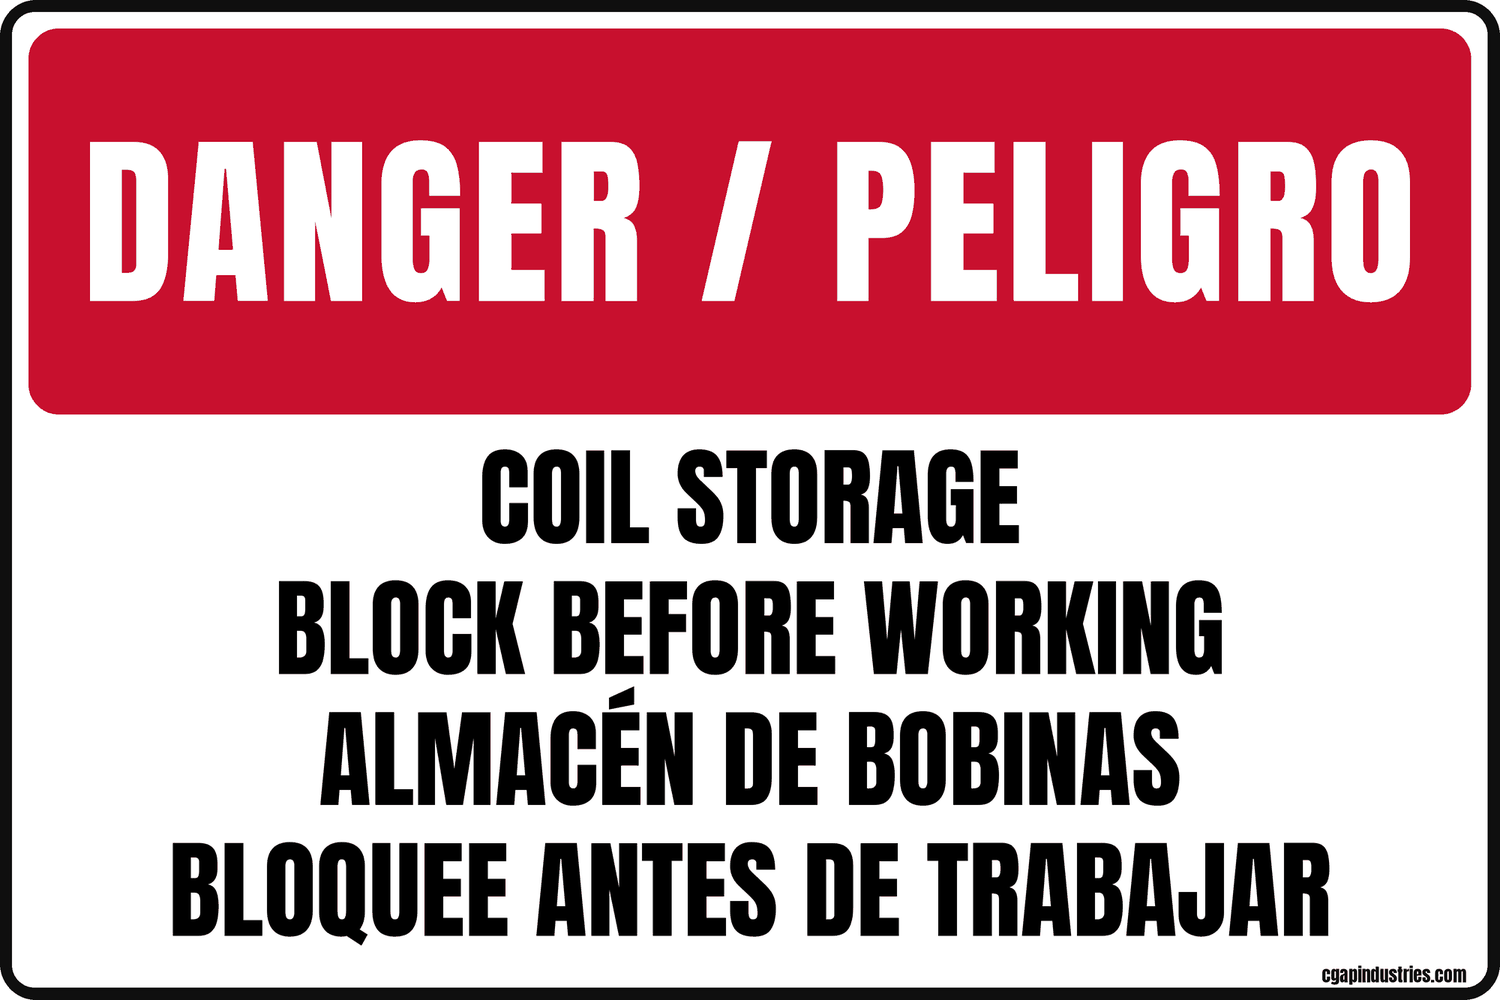 DANGER / PELIGRO
COIL STORAGE
BLOCK BEFORE WORKING
ALMACÉN DE BOBINAS
BLOQUEE ANTES DE TRABAJAR
cgapindustries.com